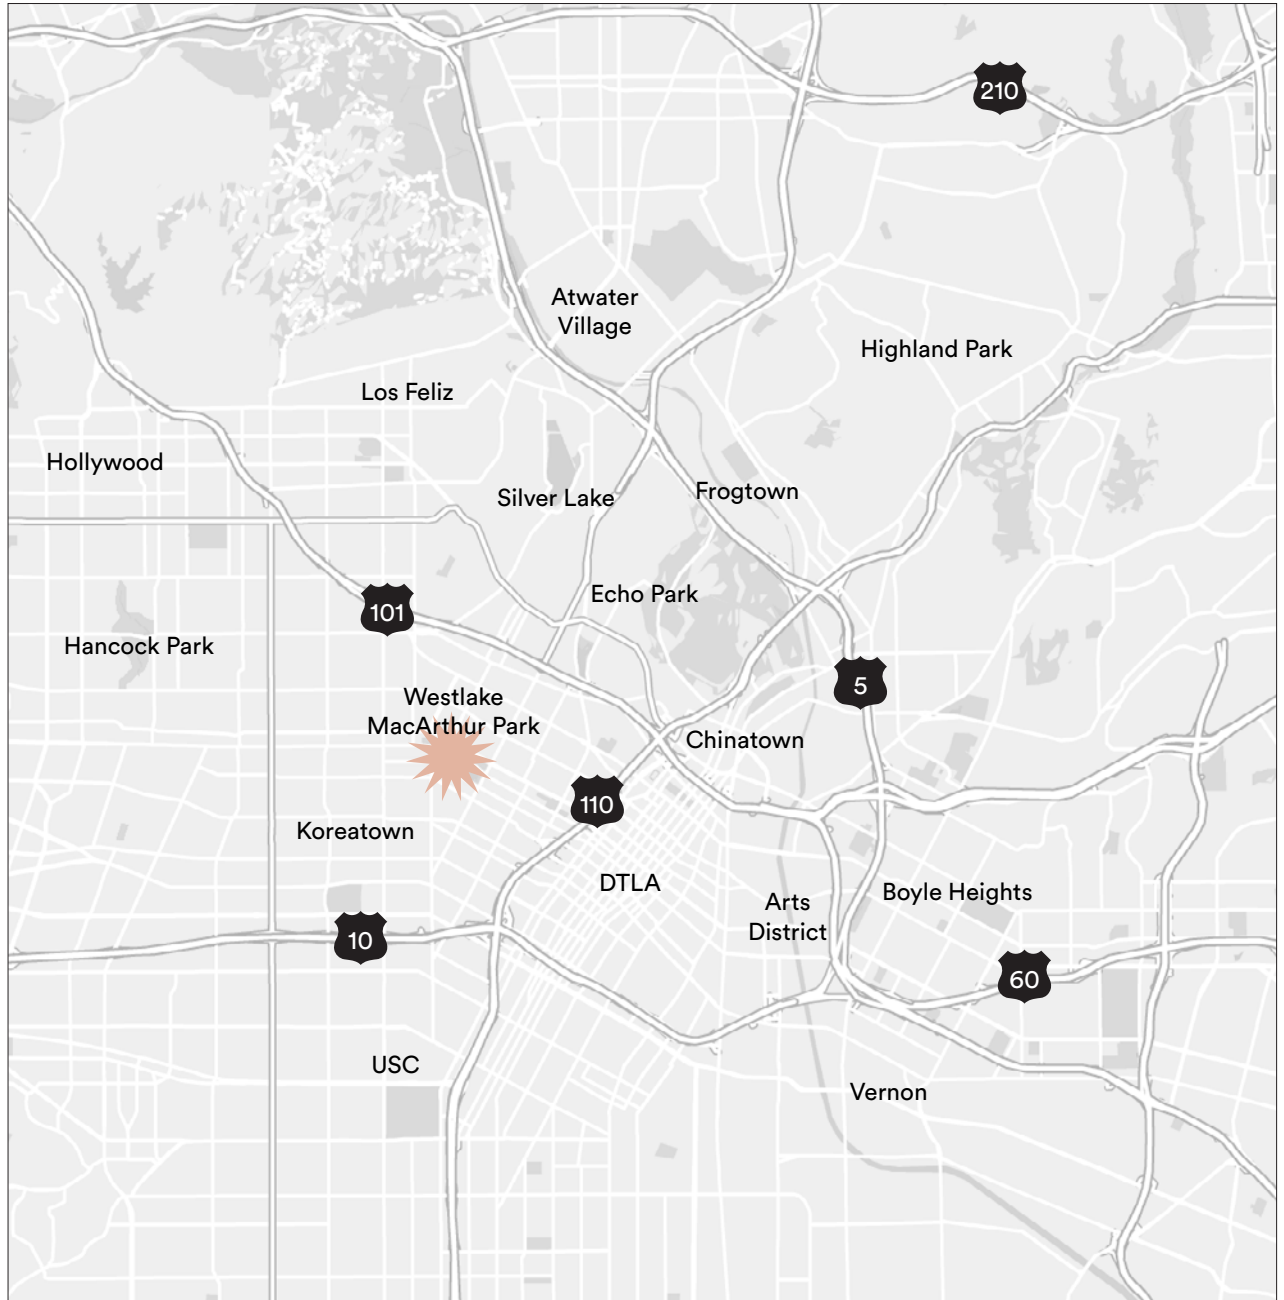 210
Atwater
Village
Highland Park
Los Feliz
Hollywood
Silver Lake
Frogtown
Echo Park
101
Hancock Park
5
Westlake
MacArthur Park
Chinatown
110
Koreatown
DTLA
Boyle Heights
Arts
District
10
60
USC
Vernon